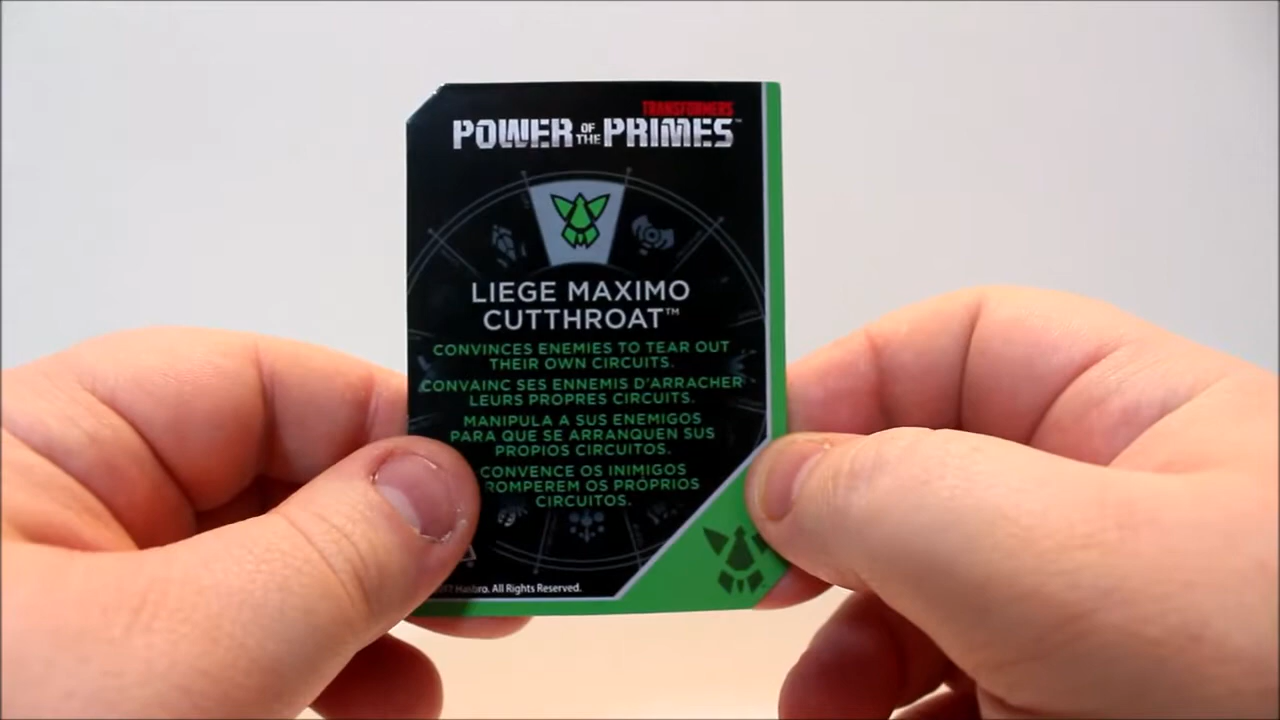 TRANSFORMERS
POWER OF THE PRIMES™
LIEGE MAXIMO
CUTTHROAT™
CONVINCES ENEMIES TO TEAR OUT
THEIR OWN CIRCUITS.
CONVAINC SES ENNEMIS D'ARRACHER
LEURS PROPRES CIRCUITS.
MANIPULA A SUS ENEMIGOS
PARA QUE SE ARRANQUEN SUS
PROPIOS CIRCUITOS.
CONVENCE OS INIMIGOS
ROMPEREM OS PRÓPRIOS
CIRCUITOS.
Hasbro. All Rights Reserved.